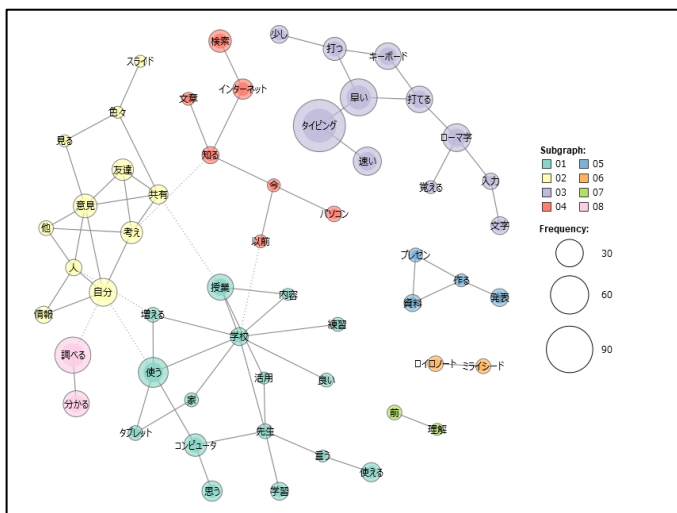 検索
少し
打つ
キーボード
スライド
インターネット
文章
早い
打てる
色々
タイピング
ローマ字
見る
知る
速い
友達
覚える
入力
共有
今
意見
パソコン
文字
他
考え
以前
人
プレゼン
自分
授業
内容
資料
作る
発表
情報
増える
練習
学校
調べる
使う
活用
良い
ロイロノート
ミライシード
分かる
家
前
理解
タブレット
コンピュータ
先生
言う
使える
思う
学習
Subgraph:
01
05
02
06
03
07
04
08
Frequency:
30
60
90